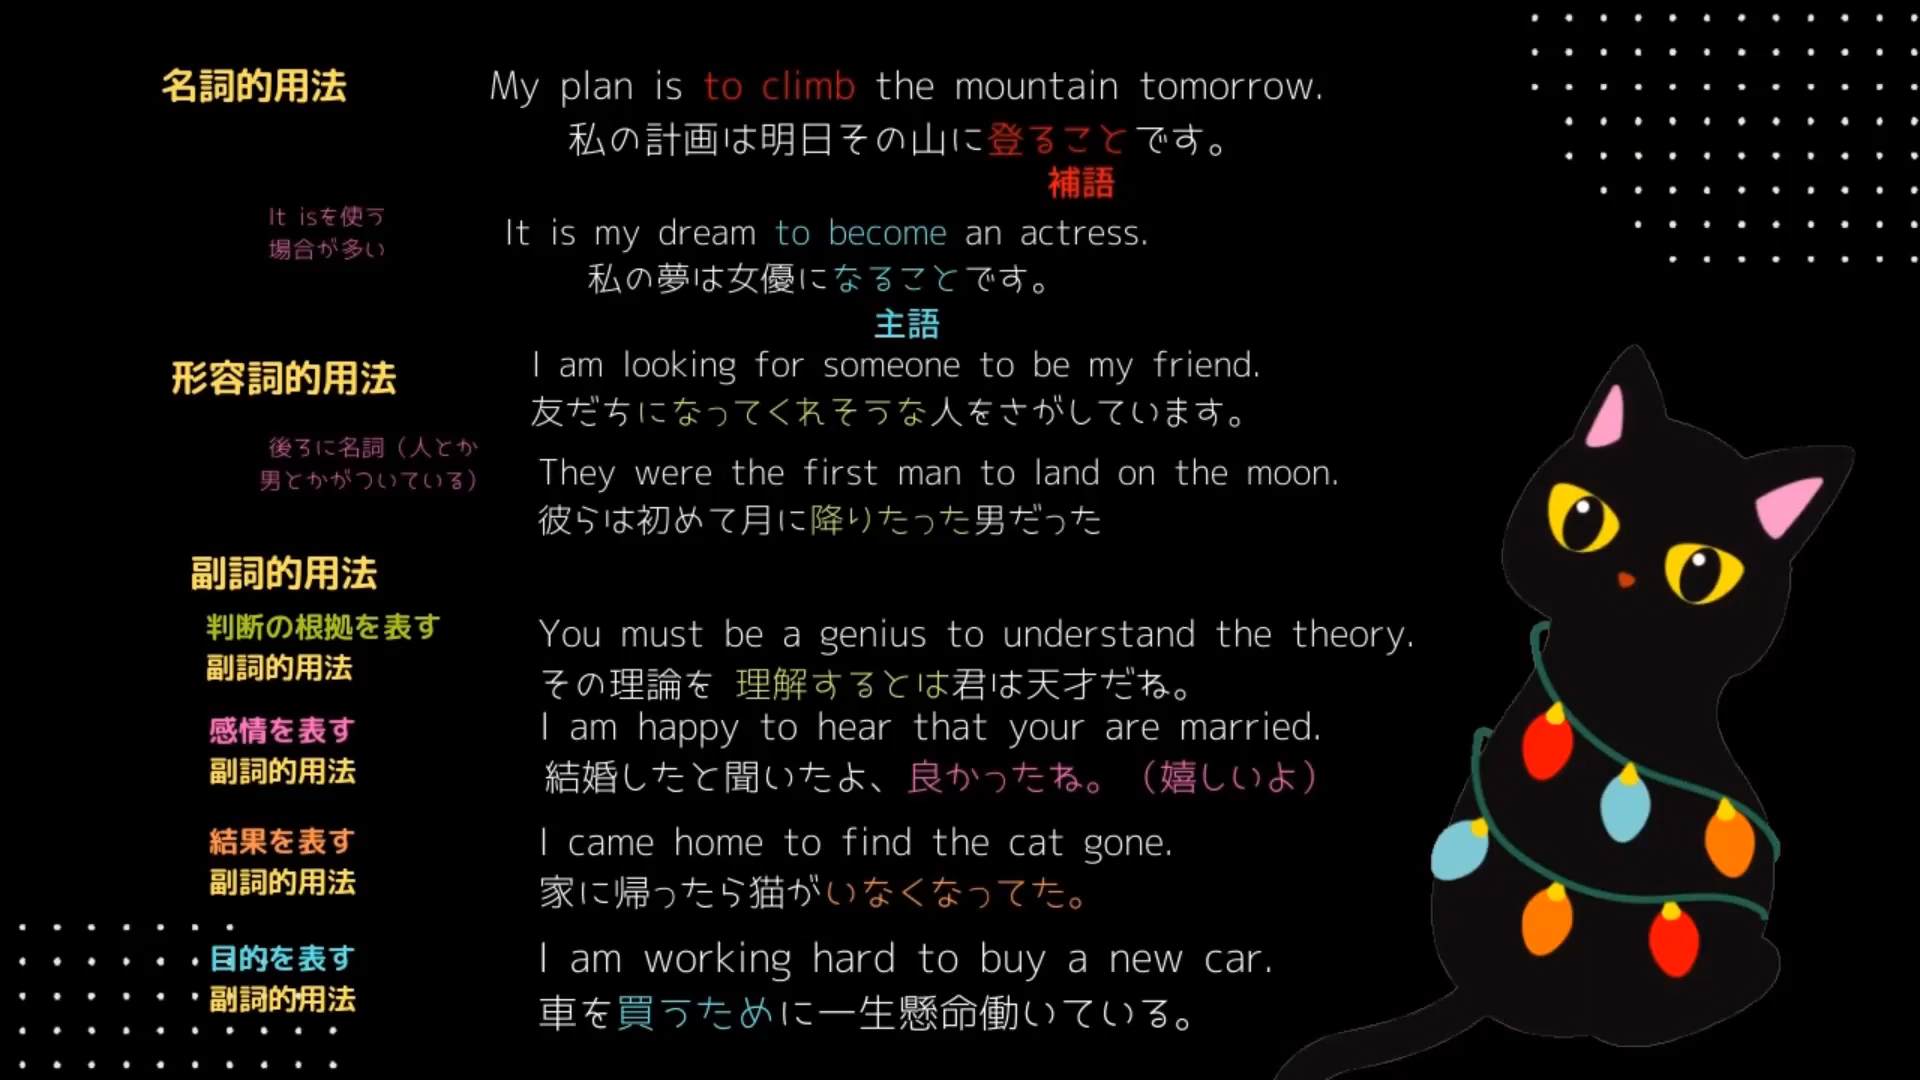 名詞的用法
My plan is to climb the mountain tomorrow.
私の計画は明日その山に登ることです。
補語
It isを使う
場合が多い
It is my dream to become an actress.
私の夢は女優になることです。
主語
形容詞的用法
I am looking for someone to be my friend.
友だちになってくれそうな人をさがしています。
後ろに名詞（人とか
男とかがついている）
They were the first man to land on the moon.
彼らは初めて月に降りたった男だった
副詞的用法
判断の根拠を表す
副詞的用法
You must be a genius to understand the theory.
その理論を 理解するとは君は天才だね。
感情を表す
副詞的用法
I am happy to hear that your are married.
結婚したと聞いたよ、良かったね。（嬉しいよ）
結果を表す
副詞的用法
I came home to find the cat gone.
家に帰ったら猫がいなくなってた。
目的を表す
副詞的用法
I am working hard to buy a new car.
車を買うために一生懸命働いている。